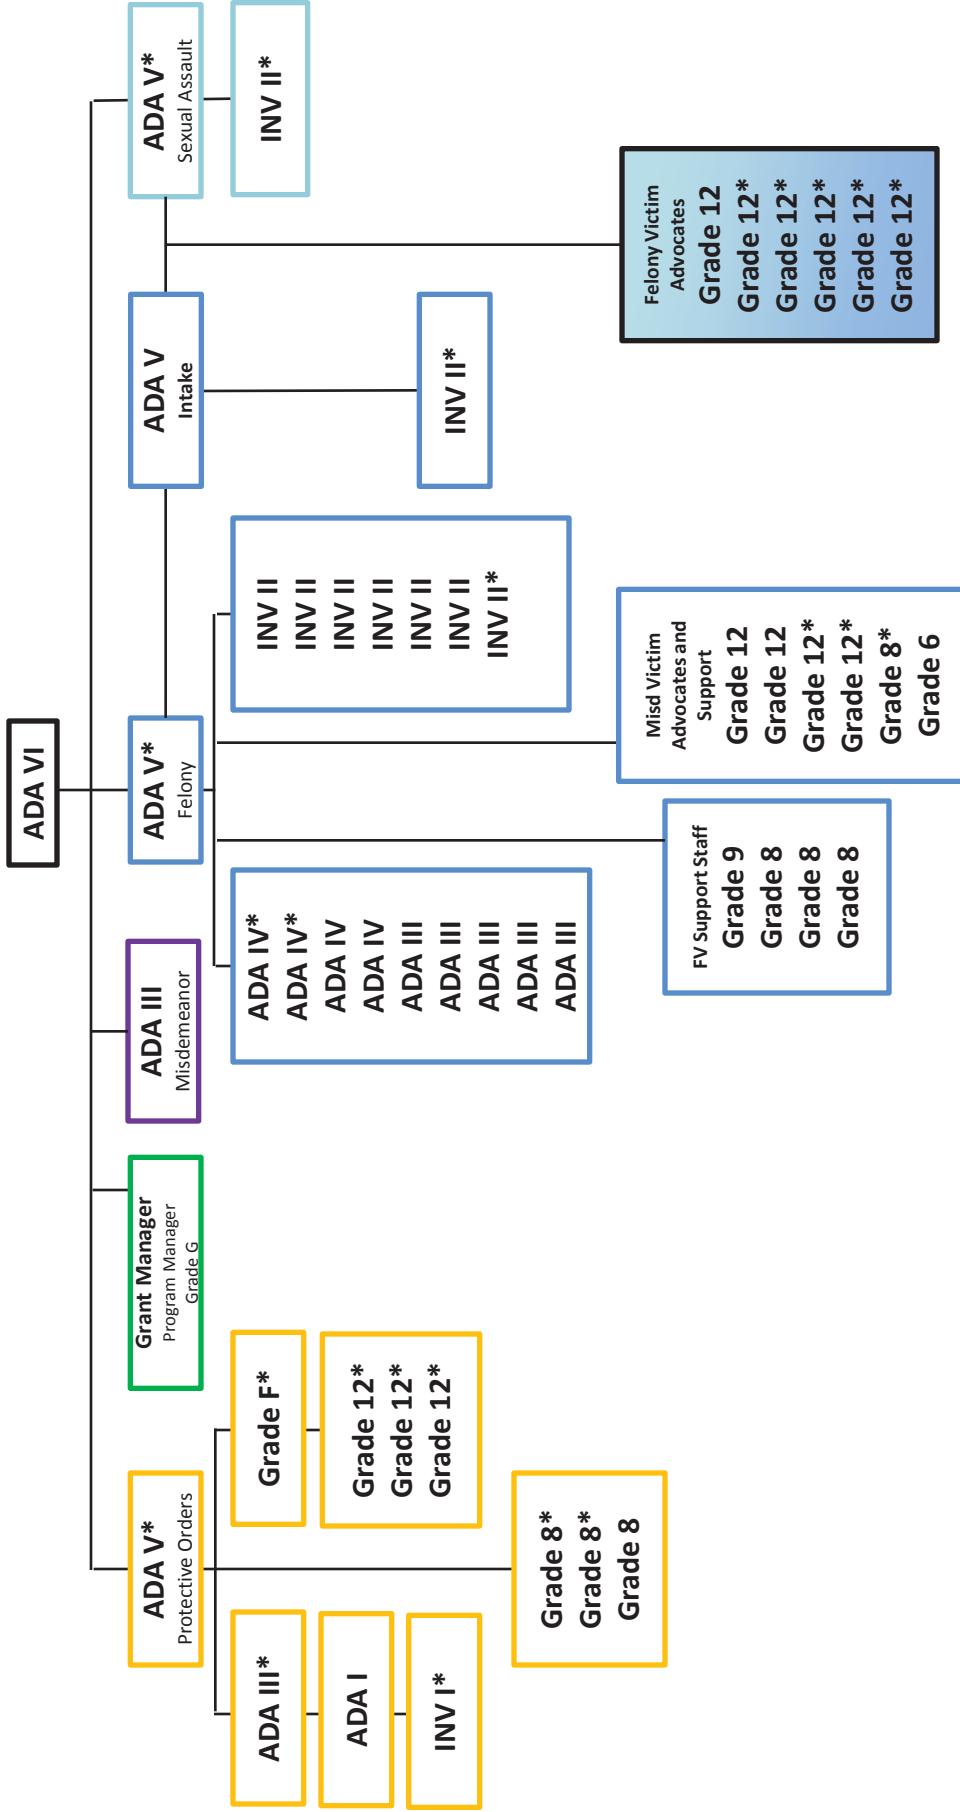 ADA VI
ADA V*
Protective Orders
Grant Manager
Program Manager
Grade G
ADA III
Misdemeanor
ADA V*
Felony
ADA V
Intake
ADA V*
Sexual Assault
ADA III*
ADA I
INV I*
Grade F*
Grade 12*
Grade 12*
Grade 12*
Grade 8*
Grade 8*
Grade 8
ADA IV*
ADA IV*
ADA IV
ADA IV
ADA III
ADA III
ADA III
ADA III
ADA III
FV Support Staff
Grade 9
Grade 8
Grade 8
Grade 8
Misd Victim
Advocates and
Support
Grade 12
Grade 12
Grade 12*
Grade 12*
Grade 8*
Grade 6
INV II
INV II
INV II
INV II
INV II
INV II
INV II*
INV II*
INV II*
Felony Victim
Advocates
Grade 12
Grade 12*
Grade 12*
Grade 12*
Grade 12*
Grade 12*